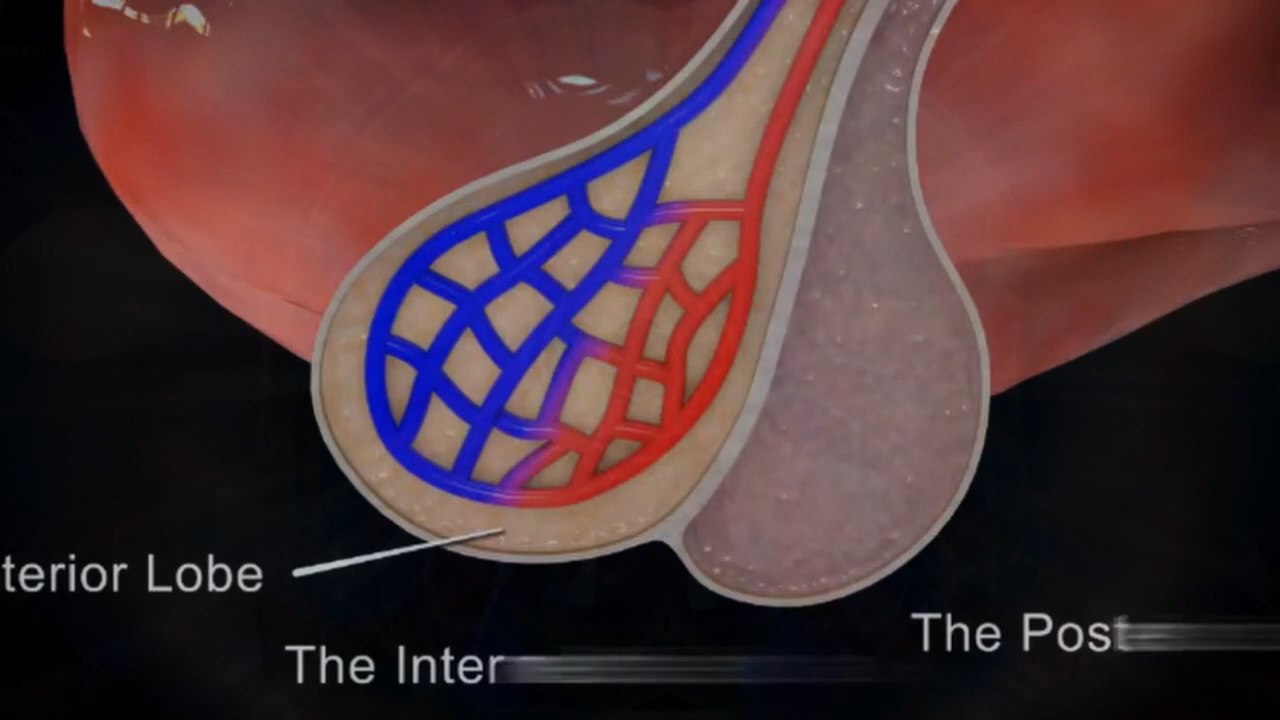 terior Lobe
The Post
The Inter